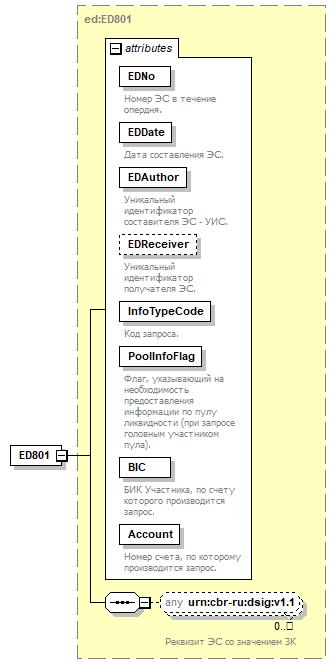 ed:ED801
attributes
EDNo
Номер ЭС в течение
опердня.
EDDate
Дата составления ЭС.
EDAuthor
Уникальный
идентификатор
составителя ЭС - УИС.
EDReceiver
Уникальный
идентификатор
получателя ЭС.
InfoTypeCode
Код запроса.
PoolInfoFlag
Флаг, указывающий на
необходимость
предоставления
информации по пулу
ликвидности (при запросе
головным участником
пула).
BIC
БИК Участника, по счету
которого производится
запрос.
Account
Номер счета, по которому
производится запрос.
ED801
any urn:cbr-ru:dsig:v1.1
0..□
Реквизит ЭС со значением ЗК